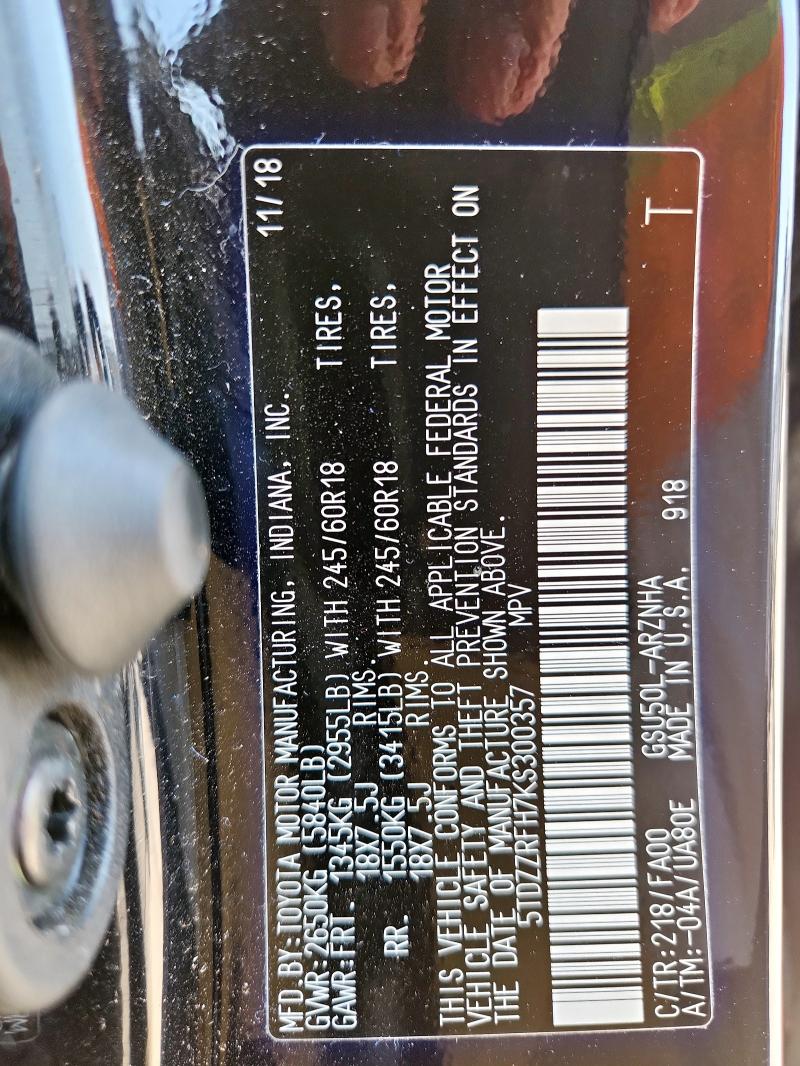 MFD.BY:TOYOTA MOTOR MANUFACTURING, INDIANA, INC. 11/18
GVWR:2650KG (5840LB)
GAWR:FRT. 1345KG (2955LB) WITH 245/60R18 TIRES,
18X7.5J RIMS.
RR. 1550KG (3415LB) WITH 245/60R18 TIRES,
18X7.5J RIMS.
THIS VEHICLE CONFORMS TO ALL APPLICABLE FEDERAL MOTOR
VEHICLE SAFETY AND THEFT PREVENTION STANDARDS IN EFFECT ON
THE DATE OF MANUFACTURE SHOWN ABOVE.
5TDZZRFH7KS300357 MPV
C/TR:218/FA00 GSU50L-ARZNHA T
A/TM:-04A/UA80E MADE IN U.S.A. 918